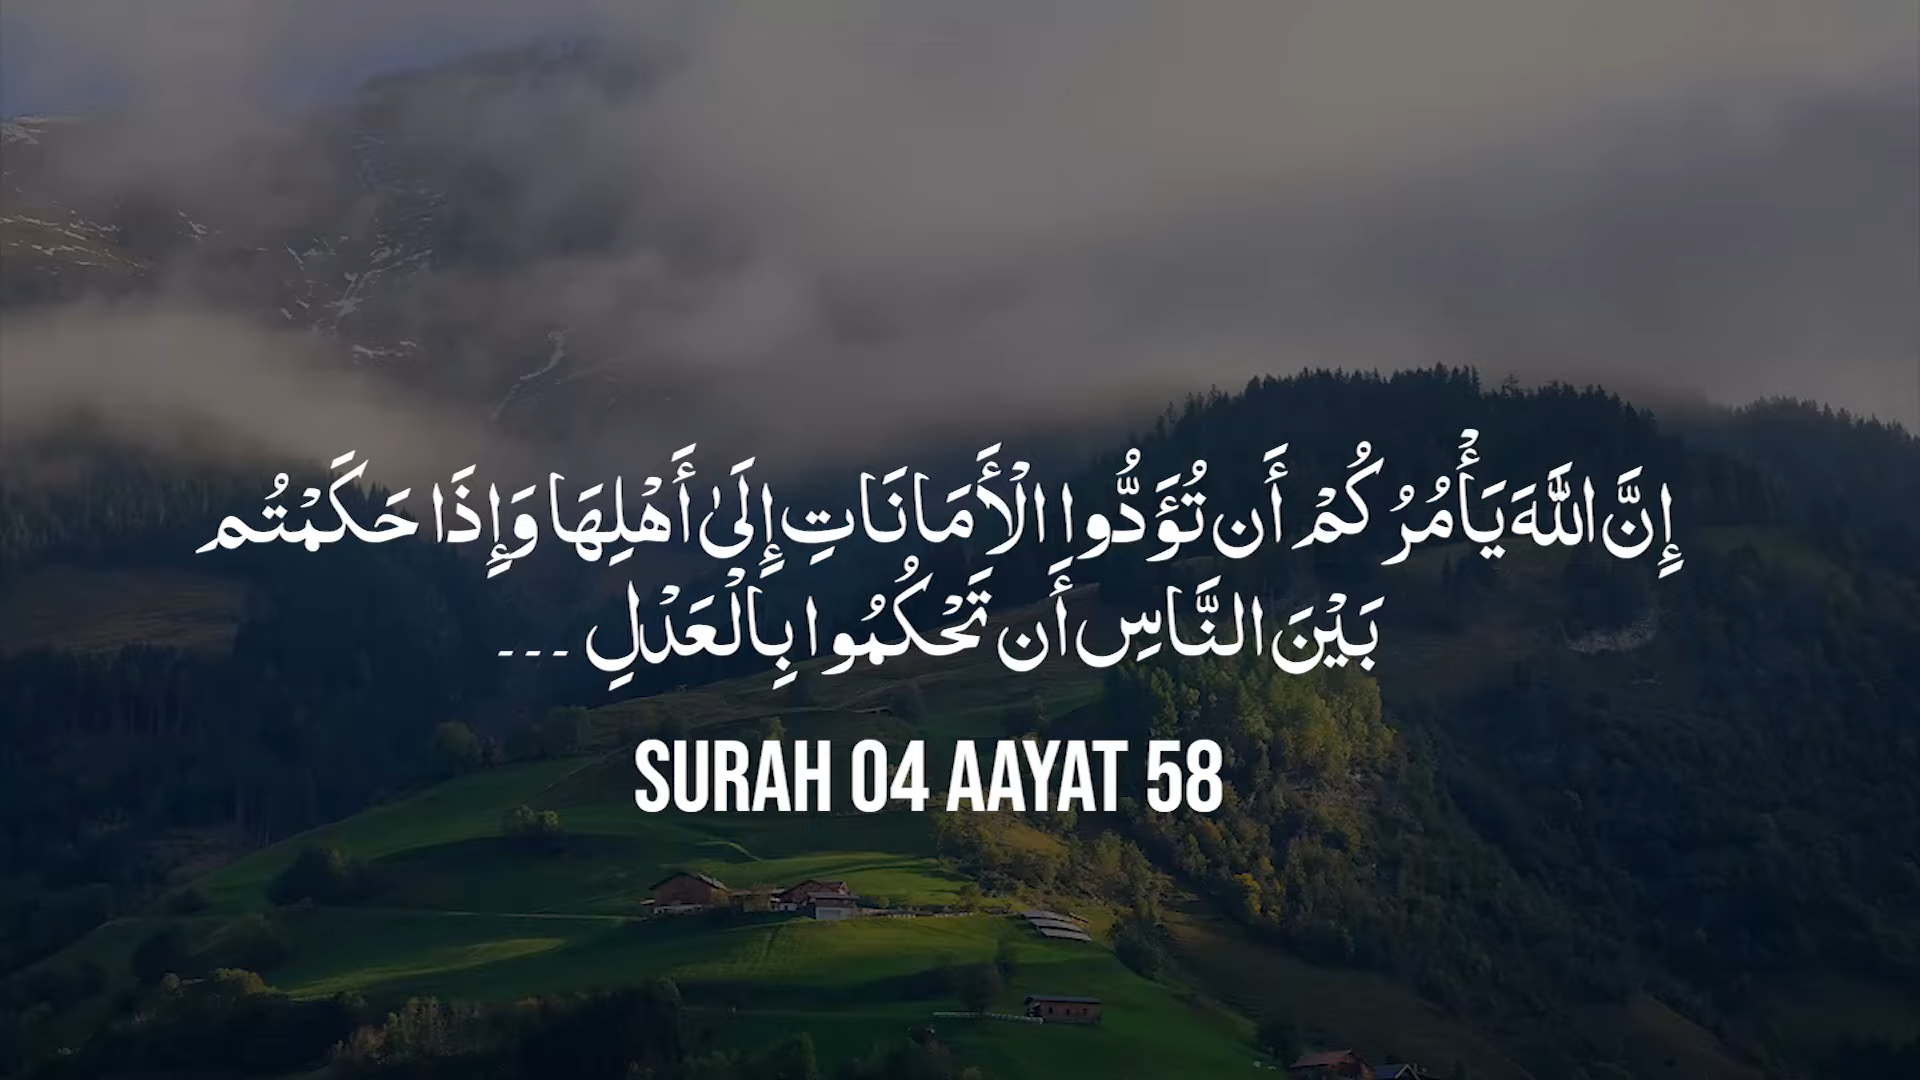 إِنَّ اللَّهَ يَأْمُرُكُمْ أَن تُؤَدُّوا الْأَمَانَاتِ إِلَىٰ أَهْلِهَا وَإِذَا حَكَمْتُم
بَيْنَ النَّاسِ أَن تَحْكُمُوا بِالْعَدْلِ ...
SURAH 04 AAYAT 58